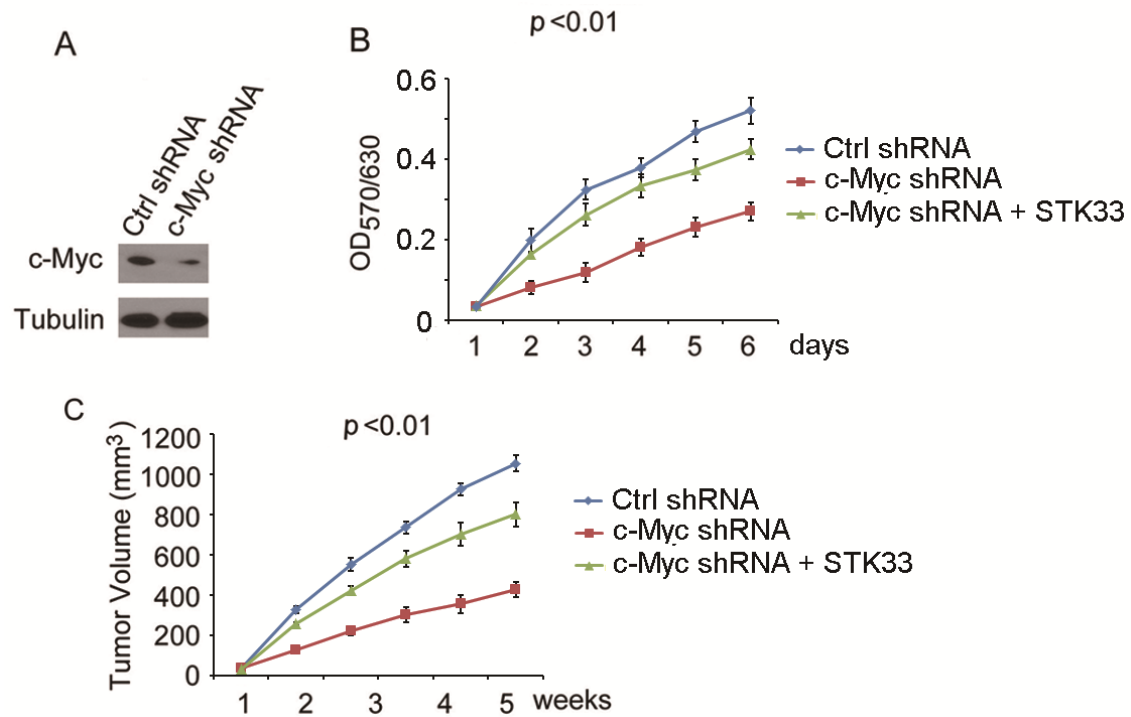 A
Ctrl shRNA
c-Myc shRNA
c-Myc
Tubulin
B
p <0.01
OD570/630
0.6
0.4
0.2
0
1 2 3 4 5 6 days
Ctrl shRNA
c-Myc shRNA
c-Myc shRNA + STK33
C
p <0.01
Tumor Volume (mm³)
1200
1000
800
600
400
200
0
1 2 3 4 5 weeks
Ctrl shRNA
c-Myc shRNA
c-Myc shRNA + STK33